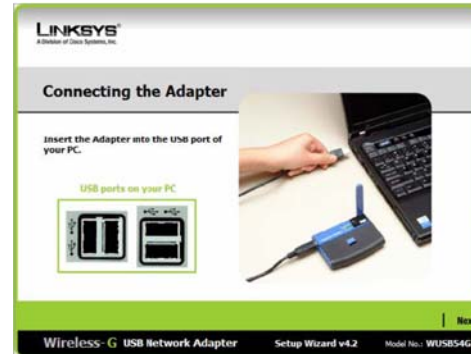 LINKSYS®
A Division of Cisco Systems, Inc.
Connecting the Adapter
Insert the Adapter into the USB port of
your PC.
USB ports on your PC
Nex
Wireless-G USB Network Adapter Setup Wizard v4.2 Model No.: WUSB54G